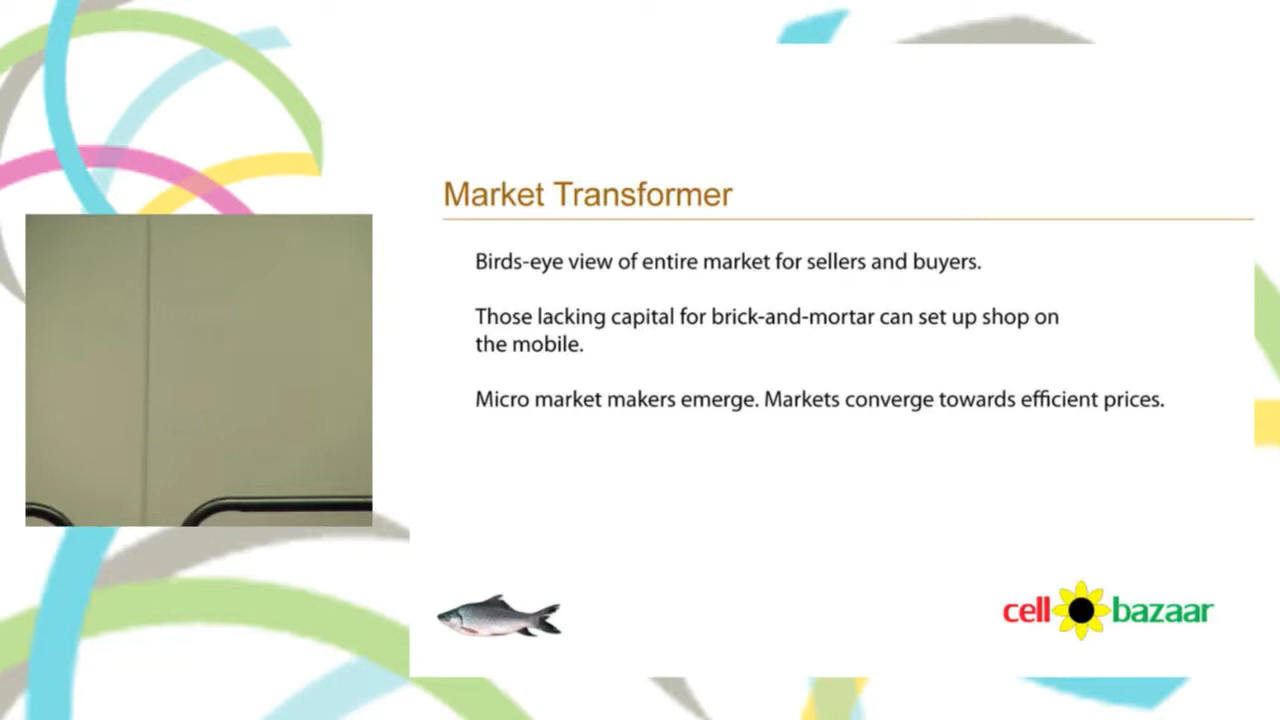 Market Transformer
Birds-eye view of entire market for sellers and buyers.
Those lacking capital for brick-and-mortar can set up shop on
the mobile.
Micro market makers emerge. Markets converge towards efficient prices.
cell bazaar